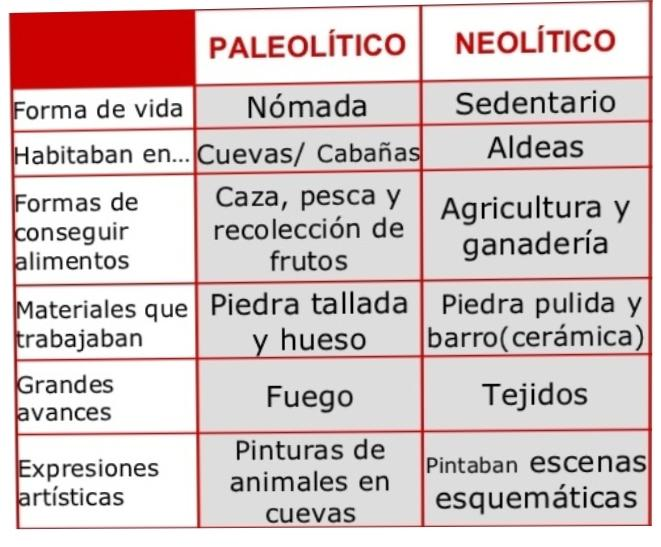 PALEOLÍTICO NEOLÍTICO
Forma de vida Nómada Sedentario
Habitaban en... Cuevas/ Cabañas Aldeas
Formas de
conseguir
alimentos
Caza, pesca y
recolección de
frutos
Agricultura y
ganadería
Materiales que
trabajaban
Piedra tallada
y hueso
Piedra pulida y
barro(cerámica)
Grandes
avances
Fuego
Tejidos
Expresiones
artísticas
Pinturas de
animales en
cuevas
Pintaban escenas
esquemáticas